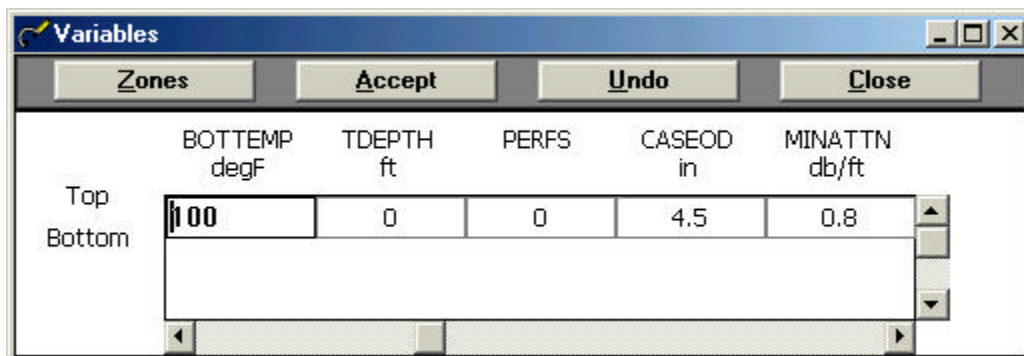 Variables
Zones Accept Undo Close
BOTTEMP TDEPTH PERFS CASEOD MINATTN
degF ft in db/ft
Top
Bottom
100 0 0 4.5 0.8